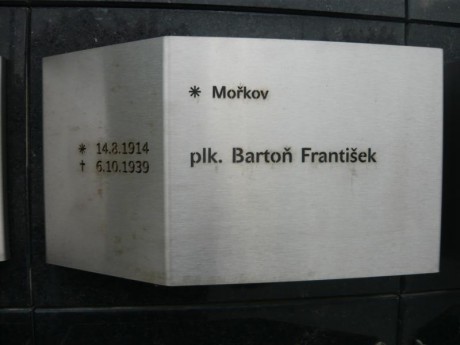 * 14.8.1914
† 6.10.1939
* Mořkov
plk. Bartoň František